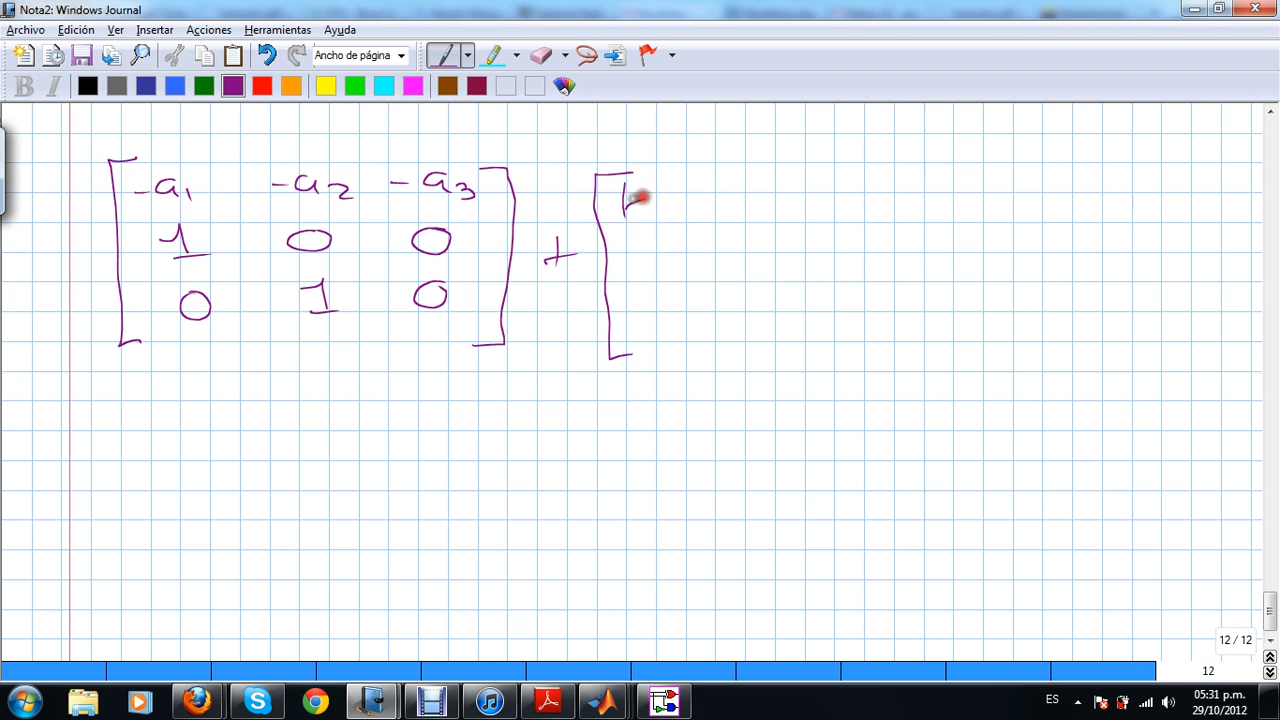 Nota2: Windows Journal
Archivo Edición Ver Insertar Acciones Herramientas Ayuda
Ancho de página
B I
-a1 -a2 -a3
1 0 0
+
0 1 0
12 / 12
12
ES
05:31 p.m.
29/10/2012